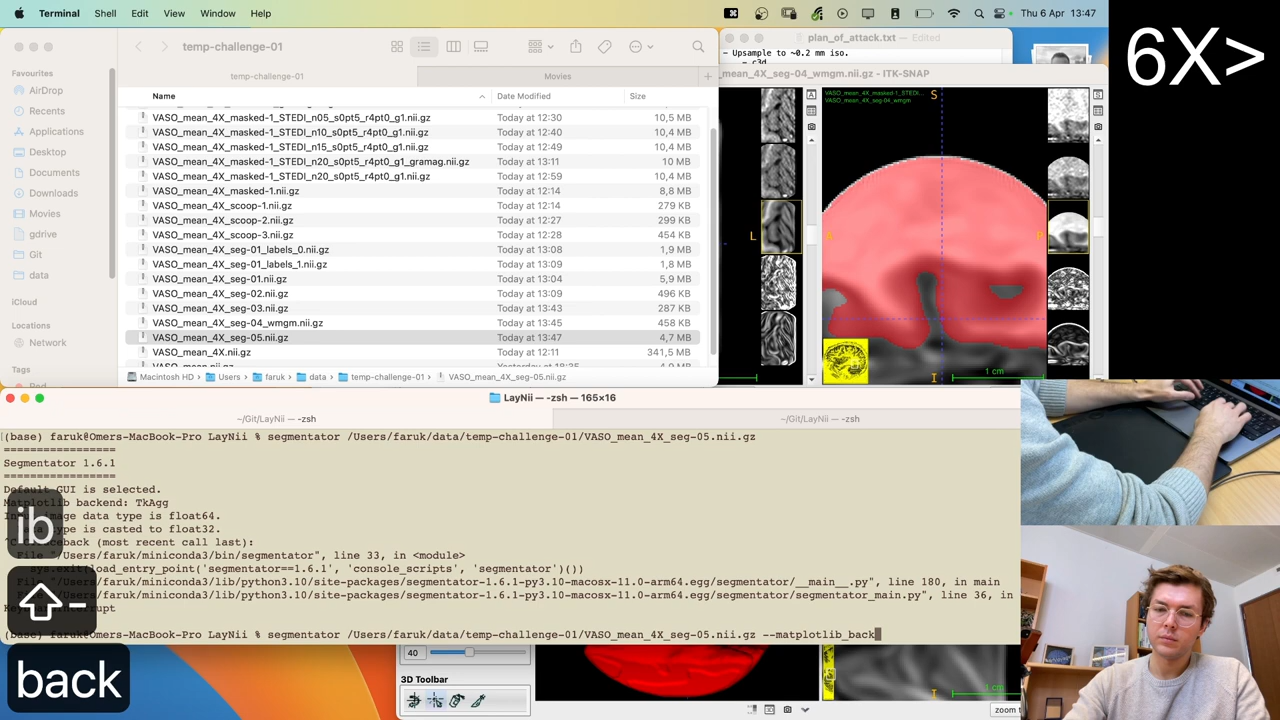 Terminal Shell Edit View Window Help
Thu 6 Apr 13:47
6X>
temp-challenge-01
plan_of_attack.txt — Edited
- Upsample to ~0.2 mm iso.
- c3d
_mean_4X_seg-04_wmgm.nii.gz - ITK-SNAP
temp-challenge-01
Movies
Favourites
AirDrop
Recents
Applications
Desktop
Documents
Downloads
Movies
gdrive
Git
data
iCloud
Locations
Network
Tags
Name Date Modified Size
VASO_mean_4X_masked-1_STEDI_n05_s0pt5_r4pt0_g1.nii.gz Today at 12:30 10,5 MB
VASO_mean_4X_masked-1_STEDI_n10_s0pt5_r4pt0_g1.nii.gz Today at 12:40 10,4 MB
VASO_mean_4X_masked-1_STEDI_n15_s0pt5_r4pt0_g1.nii.gz Today at 12:49 10,4 MB
VASO_mean_4X_masked-1_STEDI_n20_s0pt5_r4pt0_g1_gramag.nii.gz Today at 13:11 10 MB
VASO_mean_4X_masked-1_STEDI_n20_s0pt5_r4pt0_g1.nii.gz Today at 12:59 10,4 MB
VASO_mean_4X_masked-1.nii.gz Today at 12:14 8,8 MB
VASO_mean_4X_scoop-1.nii.gz Today at 12:14 279 KB
VASO_mean_4X_scoop-2.nii.gz Today at 12:27 299 KB
VASO_mean_4X_scoop-3.nii.gz Today at 12:28 454 KB
VASO_mean_4X_seg-01_labels_0.nii.gz Today at 13:08 1,9 MB
VASO_mean_4X_seg-01_labels_1.nii.gz Today at 13:09 1,8 MB
VASO_mean_4X_seg-01.nii.gz Today at 13:04 5,9 MB
VASO_mean_4X_seg-02.nii.gz Today at 13:09 496 KB
VASO_mean_4X_seg-03.nii.gz Today at 13:43 287 KB
VASO_mean_4X_seg-04_wmgm.nii.gz Today at 13:45 458 KB
VASO_mean_4X_seg-05.nii.gz Today at 13:47 4,7 MB
VASO_mean_4X.nii.gz Today at 12:11 341,5 MB
Macintosh HD Users faruk data temp-challenge-01 VASO_mean_4X_seg-05.nii.gz
VASO_mean_4X_masked-1_STEDI...
VASO_mean_4X_seg-04_wmgm
S
L
A
P
I
1 cm
LayNii — -zsh — 165×16
~/Git/LayNii — -zsh
~/Git/LayNii — -zsh
(base) faruk@Omers-MacBook-Pro LayNii % segmentator /Users/faruk/data/temp-challenge-01/VASO_mean_4X_seg-05.nii.gz
=================
Segmentator 1.6.1
=================
Default GUI is selected.
Matplotlib backend: TkAgg
image data type is float64.
type is casted to float32.
(most recent call last):
File "/Users/faruk/miniconda3/bin/segmentator", line 33, in <module>
sys.exit(load_entry_point('segmentator==1.6.1', 'console_scripts', 'segmentator')())
File "/Users/faruk/miniconda3/lib/python3.10/site-packages/segmentator-1.6.1-py3.10-macosx-11.0-arm64.egg/segmentator/__main__.py", line 180, in main
File "/Users/faruk/miniconda3/lib/python3.10/site-packages/segmentator-1.6.1-py3.10-macosx-11.0-arm64.egg/segmentator/segmentator_main.py", line 36, in
(base) faruk@Omers-MacBook-Pro LayNii % segmentator /Users/faruk/data/temp-challenge-01/VASO_mean_4X_seg-05.nii.gz --matplotlib_back
ib
⇧-
back
40
3D Toolbar
I
1 cm
zoom t